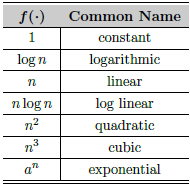 f(·) Common Name
1 constant
log n logarithmic
n linear
n log n log linear
n² quadratic
n³ cubic
aⁿ exponential